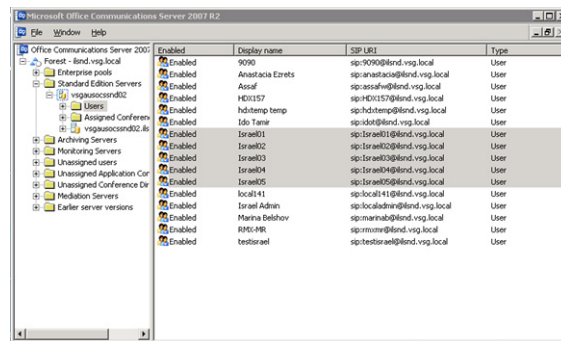 Microsoft Office Communications Server 2007 R2
File Window Help
Office Communications Server 2007
Forest - ilsnd.vsg.local
Enterprise pools
Standard Edition Servers
vsgausocssnd02
Users
Assigned Conferen
vsgausocssnd02.ils
Archiving Servers
Monitoring Servers
Unassigned users
Unassigned Application Con
Unassigned Conference Dir
Mediation Servers
Earlier server versions
Enabled Display name SIP URI Type
Enabled 9090 sip:9090@ilsnd.vsg.local User
Enabled Anastacia Ezrets sip:anastacia@ilsnd.vsg.local User
Enabled Assaf sip:assafw@ilsnd.vsg.local User
Enabled HDX157 sip:HDX157@ilsnd.vsg.local User
Enabled hdxtemp temp sip:hdxtemp@ilsnd.vsg.local User
Enabled Ido Tamir sip:idot@ilsnd.vsg.local User
Enabled Israel01 sip:Israel01@ilsnd.vsg.local User
Enabled Israel02 sip:Israel02@ilsnd.vsg.local User
Enabled Israel03 sip:Israel03@ilsnd.vsg.local User
Enabled Israel04 sip:Israel04@ilsnd.vsg.local User
Enabled Israel05 sip:Israel05@ilsnd.vsg.local User
Enabled local141 sip:local141@ilsnd.vsg.local User
Enabled Israel Admin sip:localadmin@ilsnd.vsg.local User
Enabled Marina Belshov sip:marinab@ilsnd.vsg.local User
Enabled RMX-MR sip:rmxmr@ilsnd.vsg.local User
Enabled testisrael sip:testisrael@ilsnd.vsg.local User